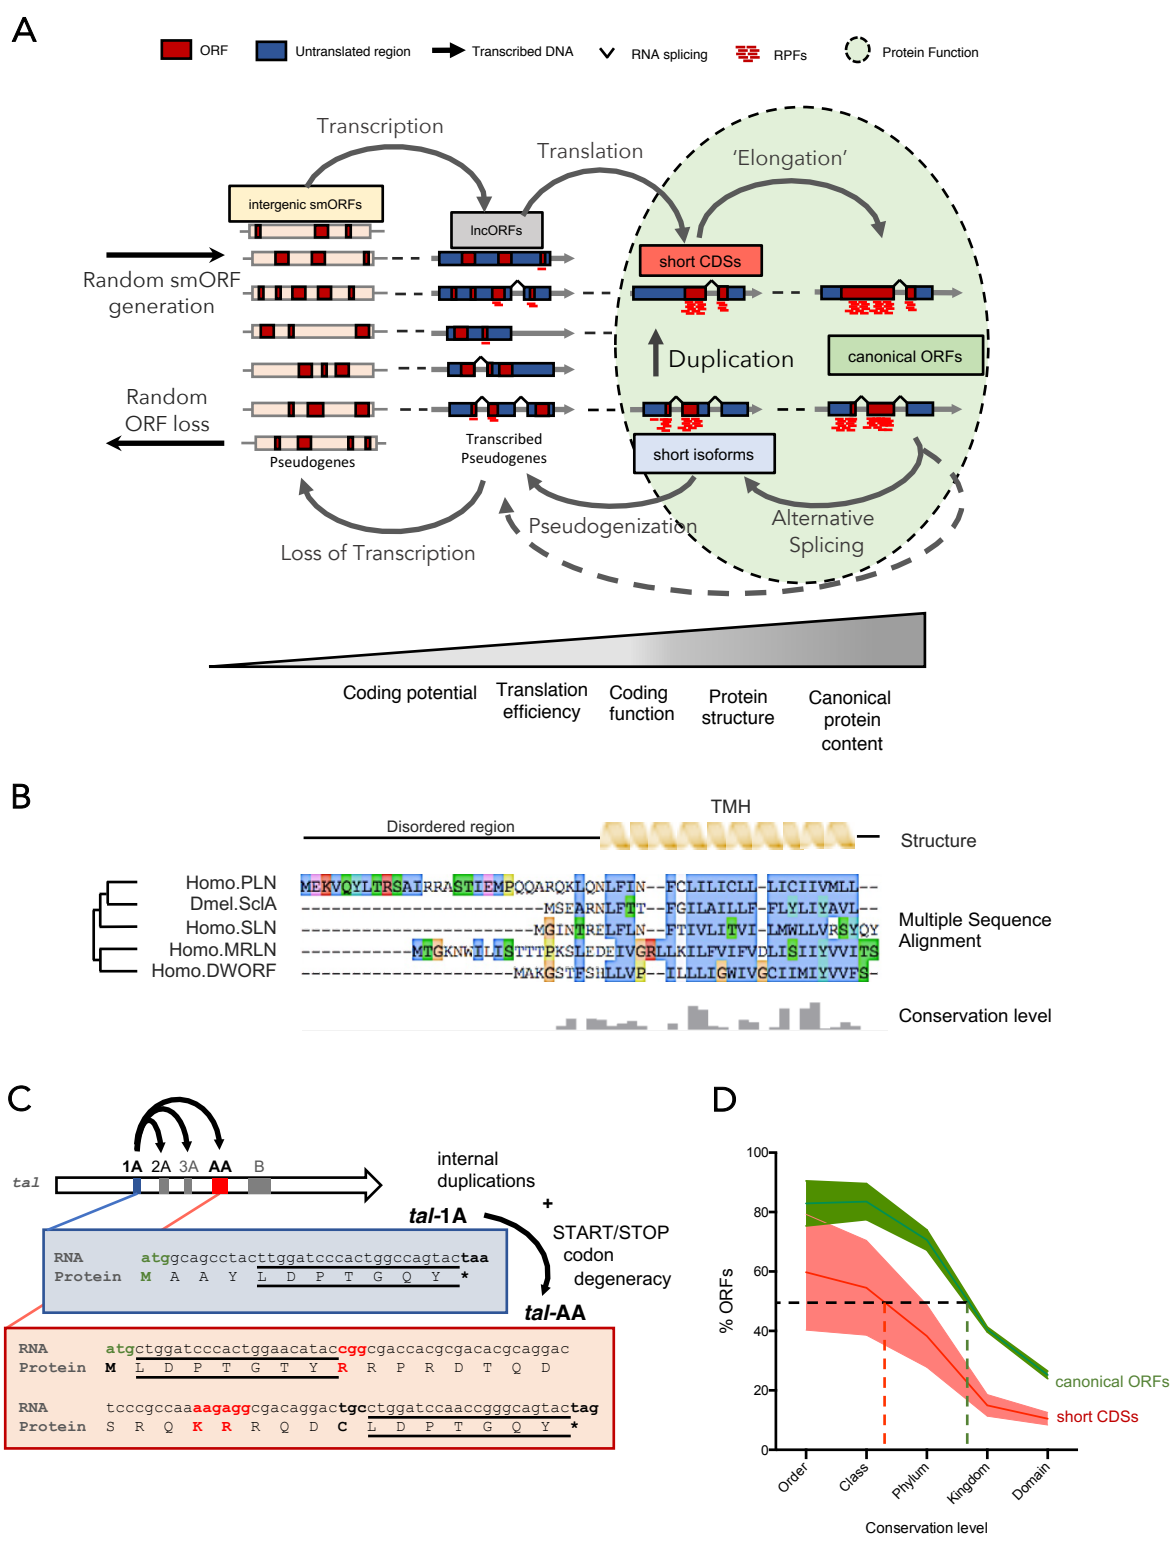 A
ORF
Untranslated region
Transcribed DNA
RNA splicing
RPFs
Protein Function
Transcription
Translation
'Elongation'
intergenic smORFs
lncORFs
short CDSs
Random smORF
generation
Duplication
canonical ORFs
Random
ORF loss
Pseudogenes
Transcribed
Pseudogenes
short isoforms
Loss of Transcription
Pseudogenization
Alternative
Splicing
Coding potential
Translation
efficiency
Coding
function
Protein
structure
Canonical
protein
content
B
Disordered region
TMH
Structure
Homo.PLN MEKVQYLTRSAIRRASTIEMPQQARQKLQNLFIN--FCLILICLL-LICIIVMLL--
Dmel.SclA ------------------------MSEARNLFTT--FGILAILLF-FLYLIYAVL--
Homo.SLN -----------------------MGINTRELFLN--FTIVLITVI-LMWLLVRSYQY
Homo.MRLN -----------MTGKNWILISTTTPKSLEDEIVGRLLKILFVIFVDLISIIYVVITS
Homo.DWORF ---------------------MAKGSTFSHLLVP--ILLLIGWIVGCIIMIYVVFS-
Multiple Sequence
Alignment
Conservation level
C
1A 2A 3A AA B
tal
internal
duplications
+
tal-1A
START/STOP
codon
degeneracy
tal-AA
RNA atggcagcctacttggatcccactggccagtactaa
Protein M A A Y L D P T G Q Y *
RNA atgctggatcccactggaacataccggcgaccacgcgacacgcaggac
Protein M L D P T G T Y R R P R D T Q D
RNA tcccgccaaaagaggcgacaggactgcctggatccaaccgggcagtactag
Protein S R Q K R R Q D C L D P T G Q Y *
D
100
80
60
40
20
0
% ORFs
canonical ORFs
short CDSs
Order
Class
Phylum
Kingdom
Domain
Conservation level